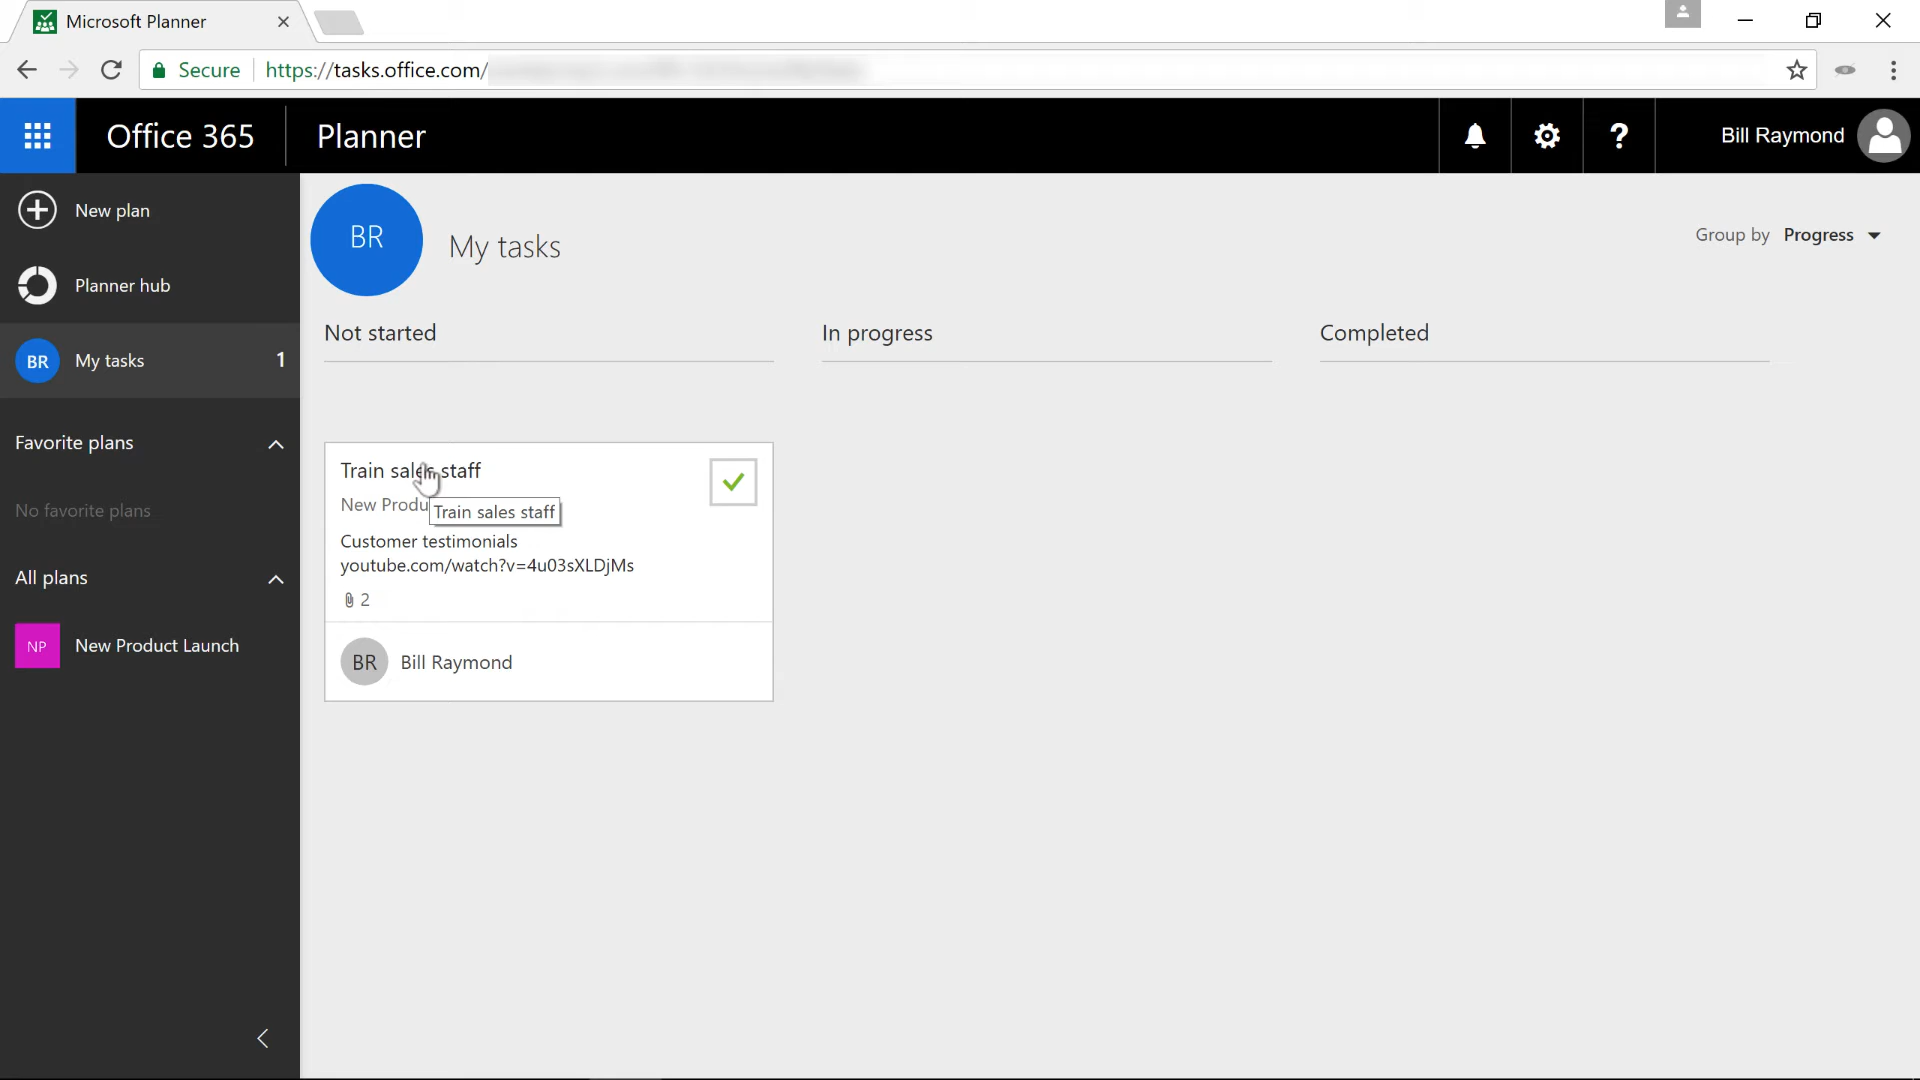 Microsoft Planner
Secure https://tasks.office.com/
Office 365 Planner Bill Raymond
New plan
Planner hub
BR My tasks 1
Favorite plans
No favorite plans
All plans
NP New Product Launch
BR My tasks
Group by Progress
Not started In progress Completed
Train sales staff
New Produ
Train sales staff
Customer testimonials
youtube.com/watch?v=4u03sXLDjMs
2
BR Bill Raymond